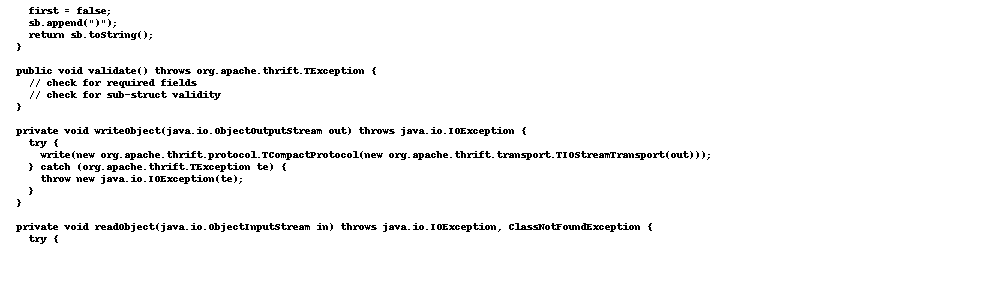 first = false;
sb.append(")");
return sb.toString();
}
public void validate() throws org.apache.thrift.TException {
// check for required fields
// check for sub-struct validity
}
private void writeObject(java.io.ObjectOutputStream out) throws java.io.IOException {
try {
write(new org.apache.thrift.protocol.TCompactProtocol(new org.apache.thrift.transport.TIOStreamTransport(out)));
} catch (org.apache.thrift.TException te) {
throw new java.io.IOException(te);
}
}
private void readObject(java.io.ObjectInputStream in) throws java.io.IOException, ClassNotFoundException {
try {